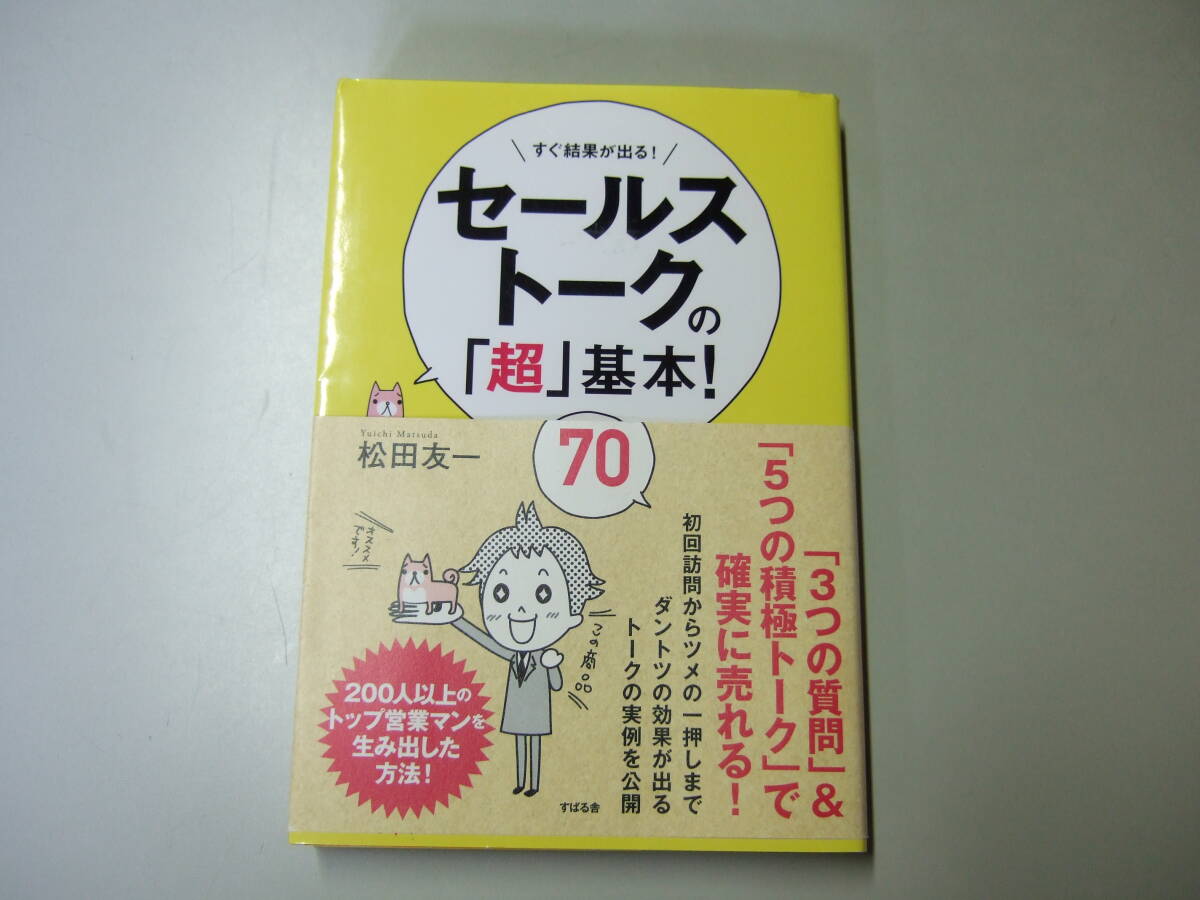 すぐ結果が出る!
セールス
トークの
「超」基本!
70
Yuichi Matsuda
松田友一
「3つの質問」&
「5つの積極トーク」で
確実に売れる!
初回訪問からツメの一押しまで
ダントツの効果が出る
トークの実例を公開
オススメ
です!
この商品
200人以上の
トップ営業マンを
生み出した
方法!
すばる舎